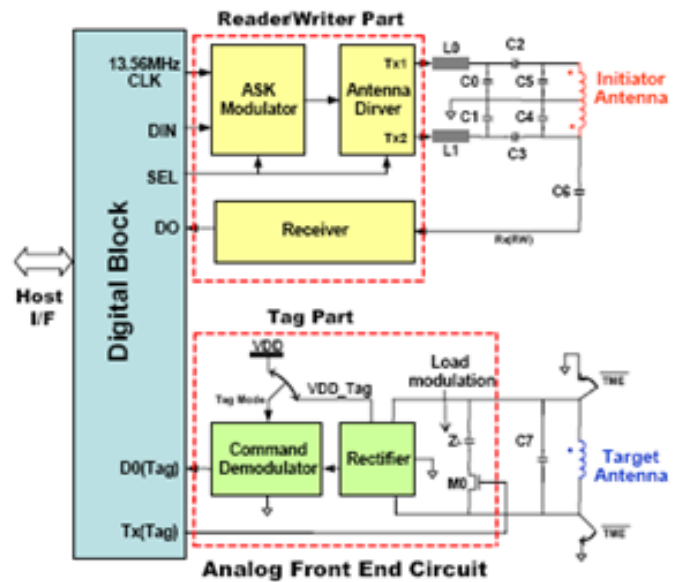 Reader/Writer Part
13.56MHz
CLK
DIN
SEL
DO
Digital Block
Host
I/F
ASK
Modulator
Antenna
Dirver
Tx1
Tx2
L0
L1
C2
C0
C5
C1
C4
C3
C6
Initiator
Antenna
Receiver
Rx(RW)
Tag Part
VDD
Tag Mode
VDD_Tag
Load
modulation
Command
Demodulator
Rectifier
M0
C7
TME
Target
Antenna
TME
D0(Tag)
Tx(Tag)
Analog Front End Circuit